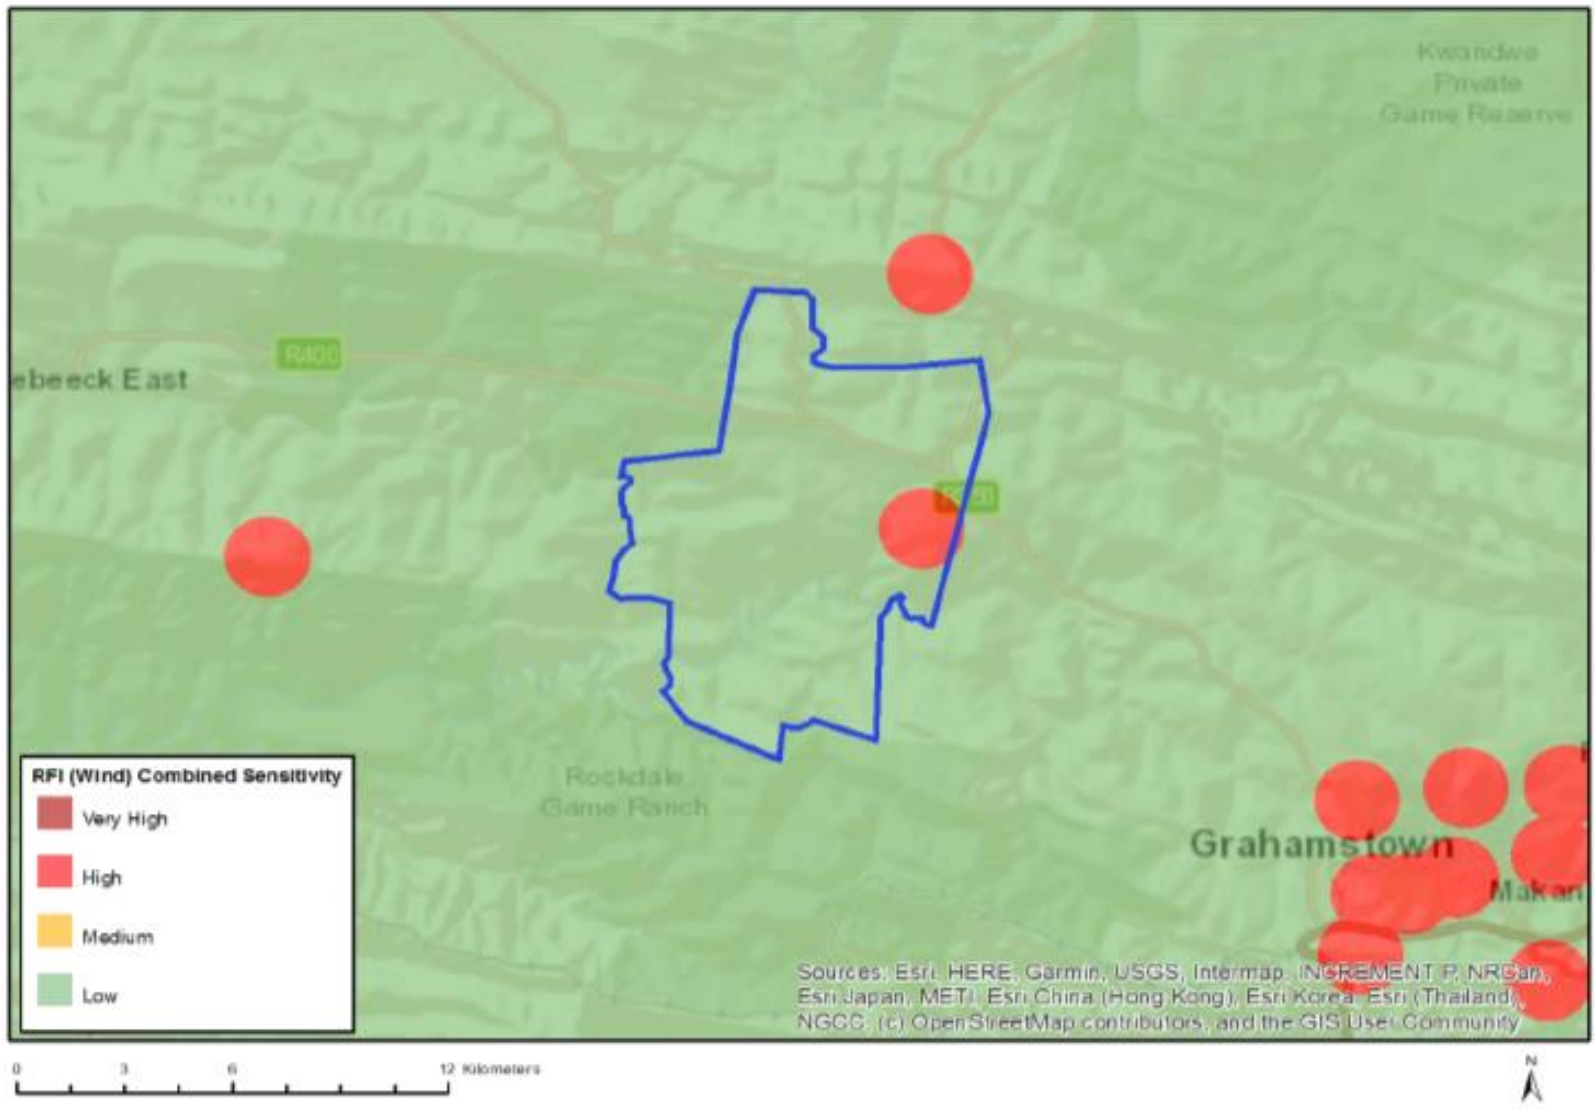 Kwandwe
Private
Game Reserve
R400
ebeeck East
Rockdale
Game Ranch
Grahamstown
Makan
RFI (Wind) Combined Sensitivity
Very High
High
Medium
Low
Sources: Esri, HERE, Garmin, USGS, Intermap, INCREMENT P, NRCan,
Esri Japan, METI, Esri China (Hong Kong), Esri Korea, Esri (Thailand),
NGCC, (c) OpenStreetMap contributors, and the GIS User Community
0 3 6 12 Kilometers
N